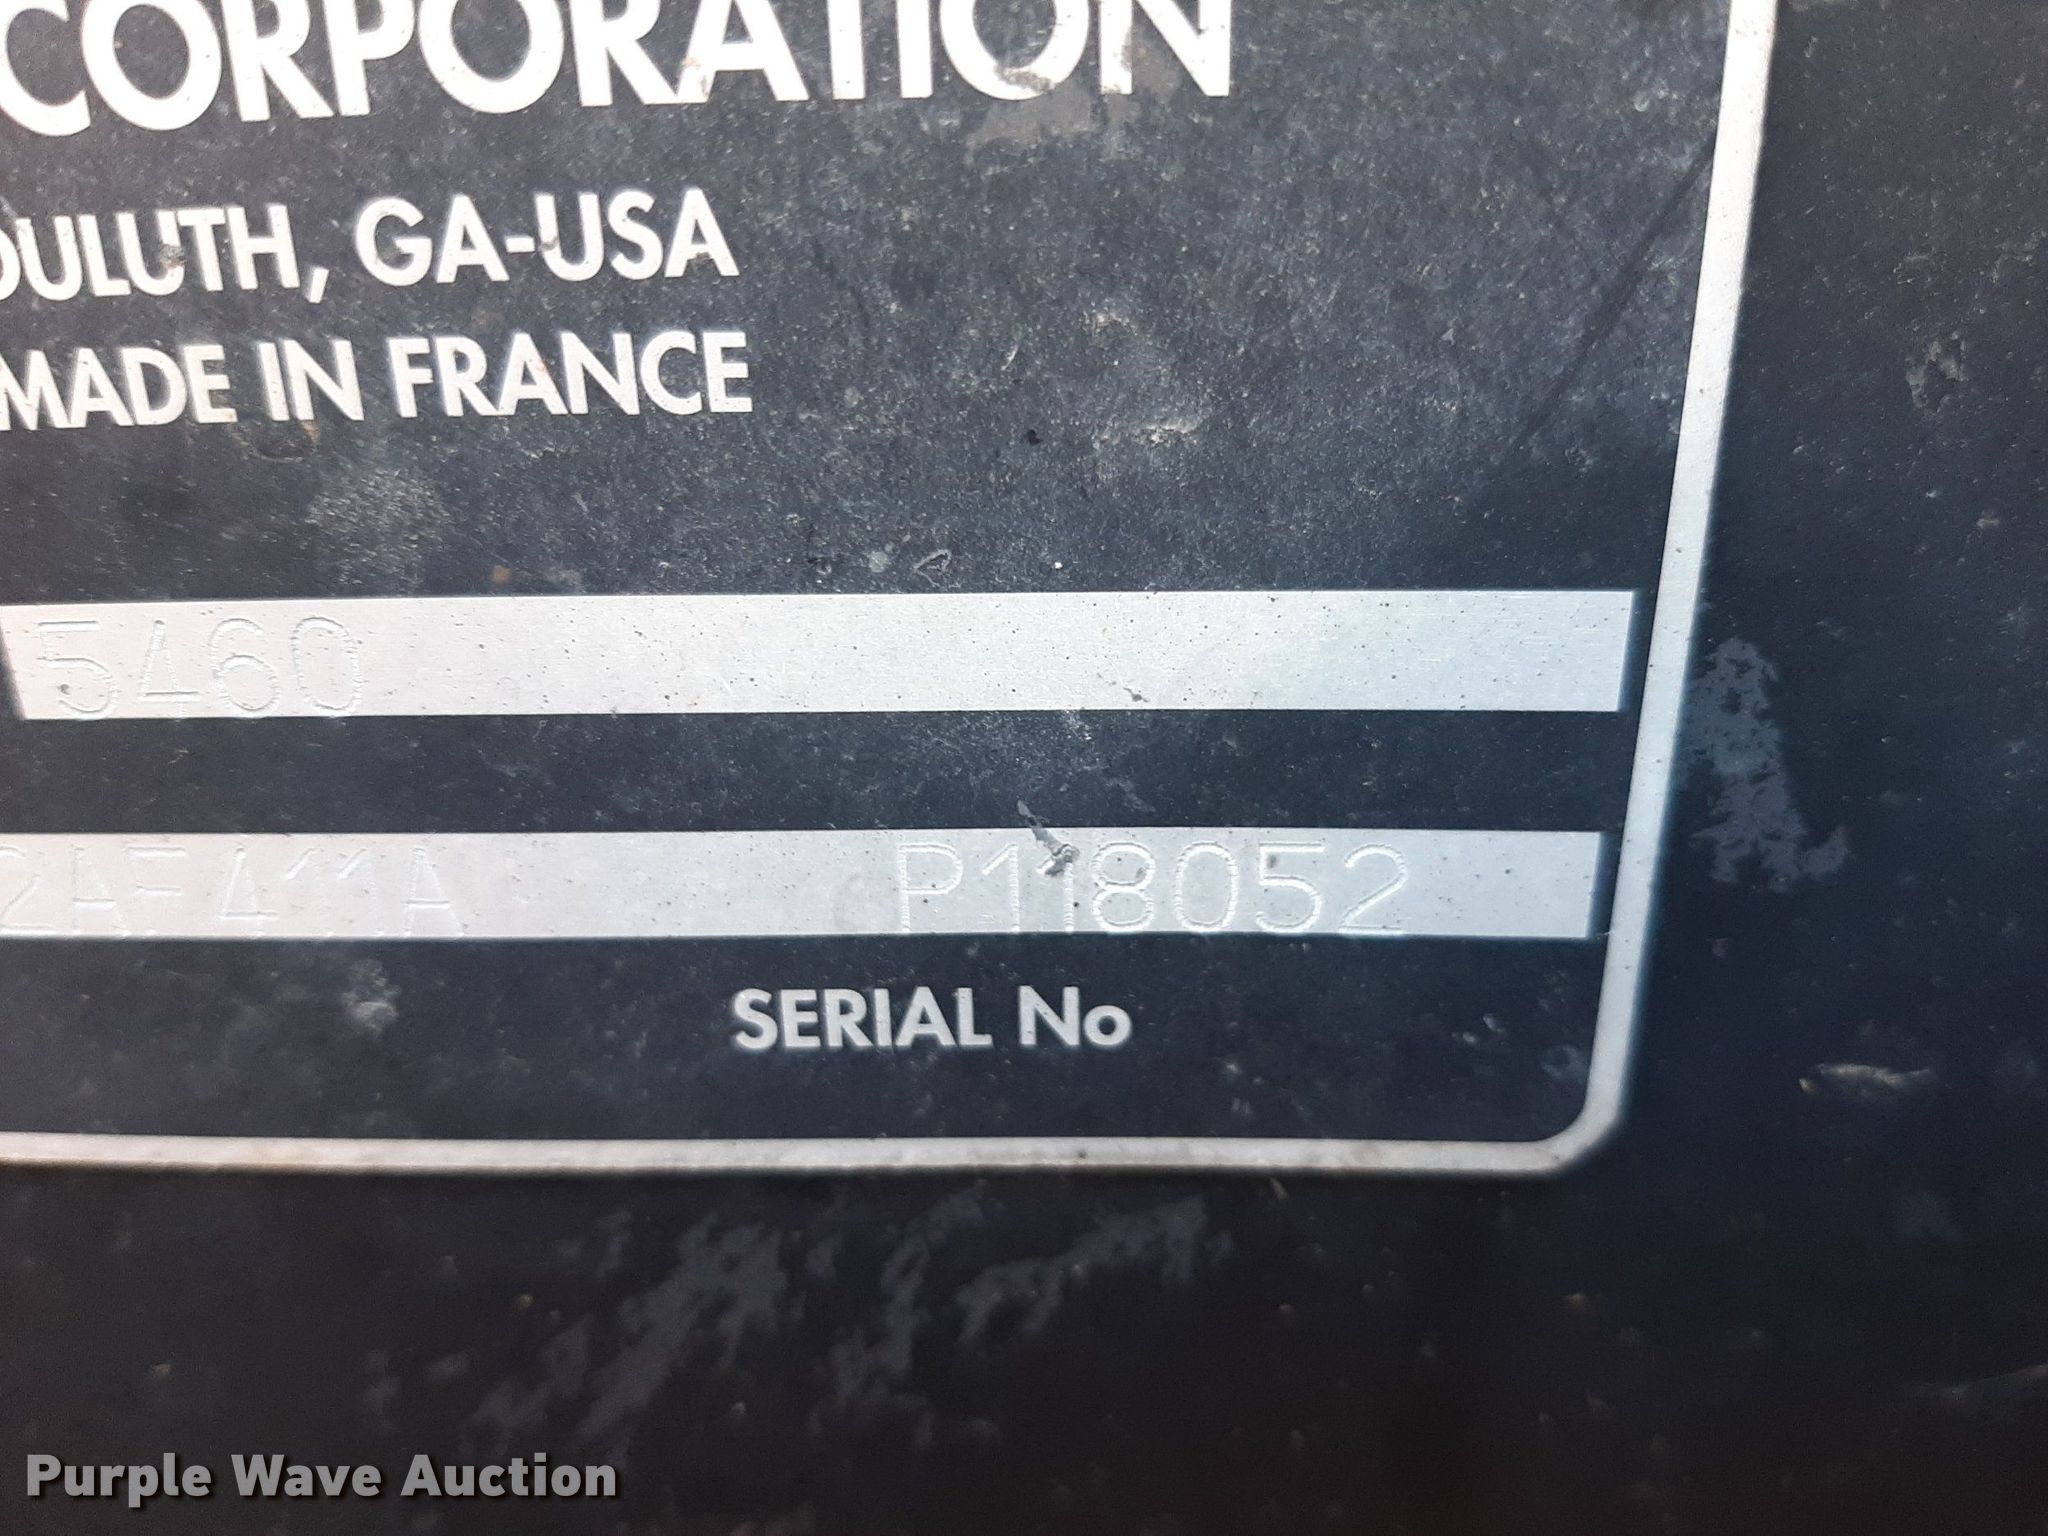 CORPORATION
DULUTH, GA-USA
MADE IN FRANCE
5460
2AF411A P118052
SERIAL No
Purple Wave Auction